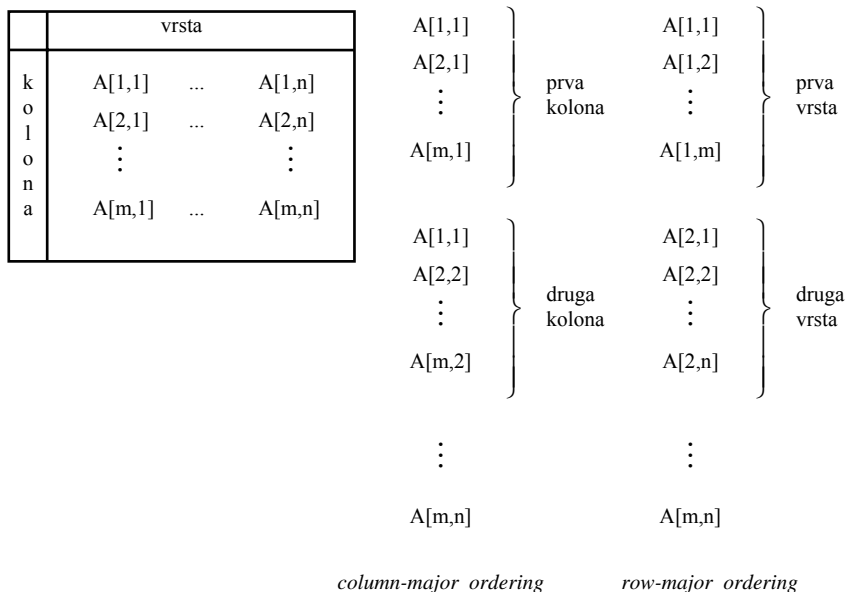 vrsta
k
o
l
o
n
a
A[1,1] ... A[1,n]
A[2,1] ... A[2,n]
⋮ ⋮
A[m,1] ... A[m,n]
A[1,1]
A[2,1]
⋮
A[m,1]
prva
kolona
A[1,1]
A[2,2]
⋮
A[m,2]
druga
kolona
⋮
A[m,n]
column-major ordering
A[1,1]
A[1,2]
⋮
A[1,m]
prva
vrsta
A[2,1]
A[2,2]
⋮
A[2,n]
druga
vrsta
⋮
A[m,n]
row-major ordering